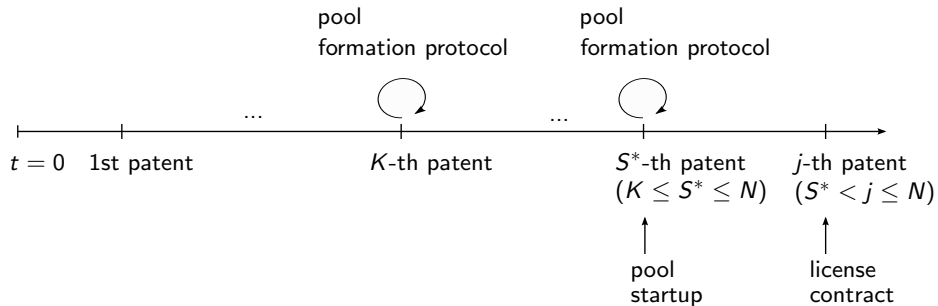 pool
formation protocol
pool
formation protocol
...
...
t = 0
1st patent
K-th patent
S*-th patent
(K ≤ S* ≤ N)
j-th patent
(S* < j ≤ N)
pool
startup
license
contract